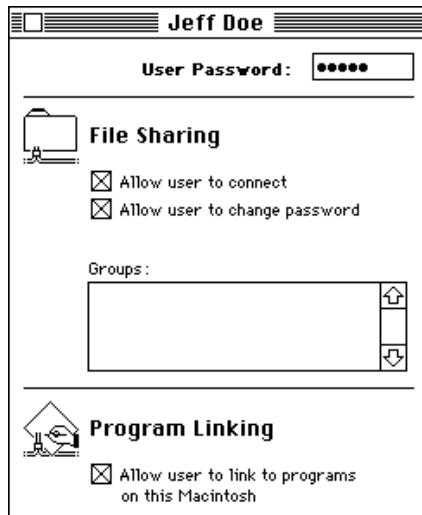 Jeff Doe
User Password: •••••
File Sharing
Allow user to connect
Allow user to change password
Groups:
Program Linking
Allow user to link to programs
on this Macintosh